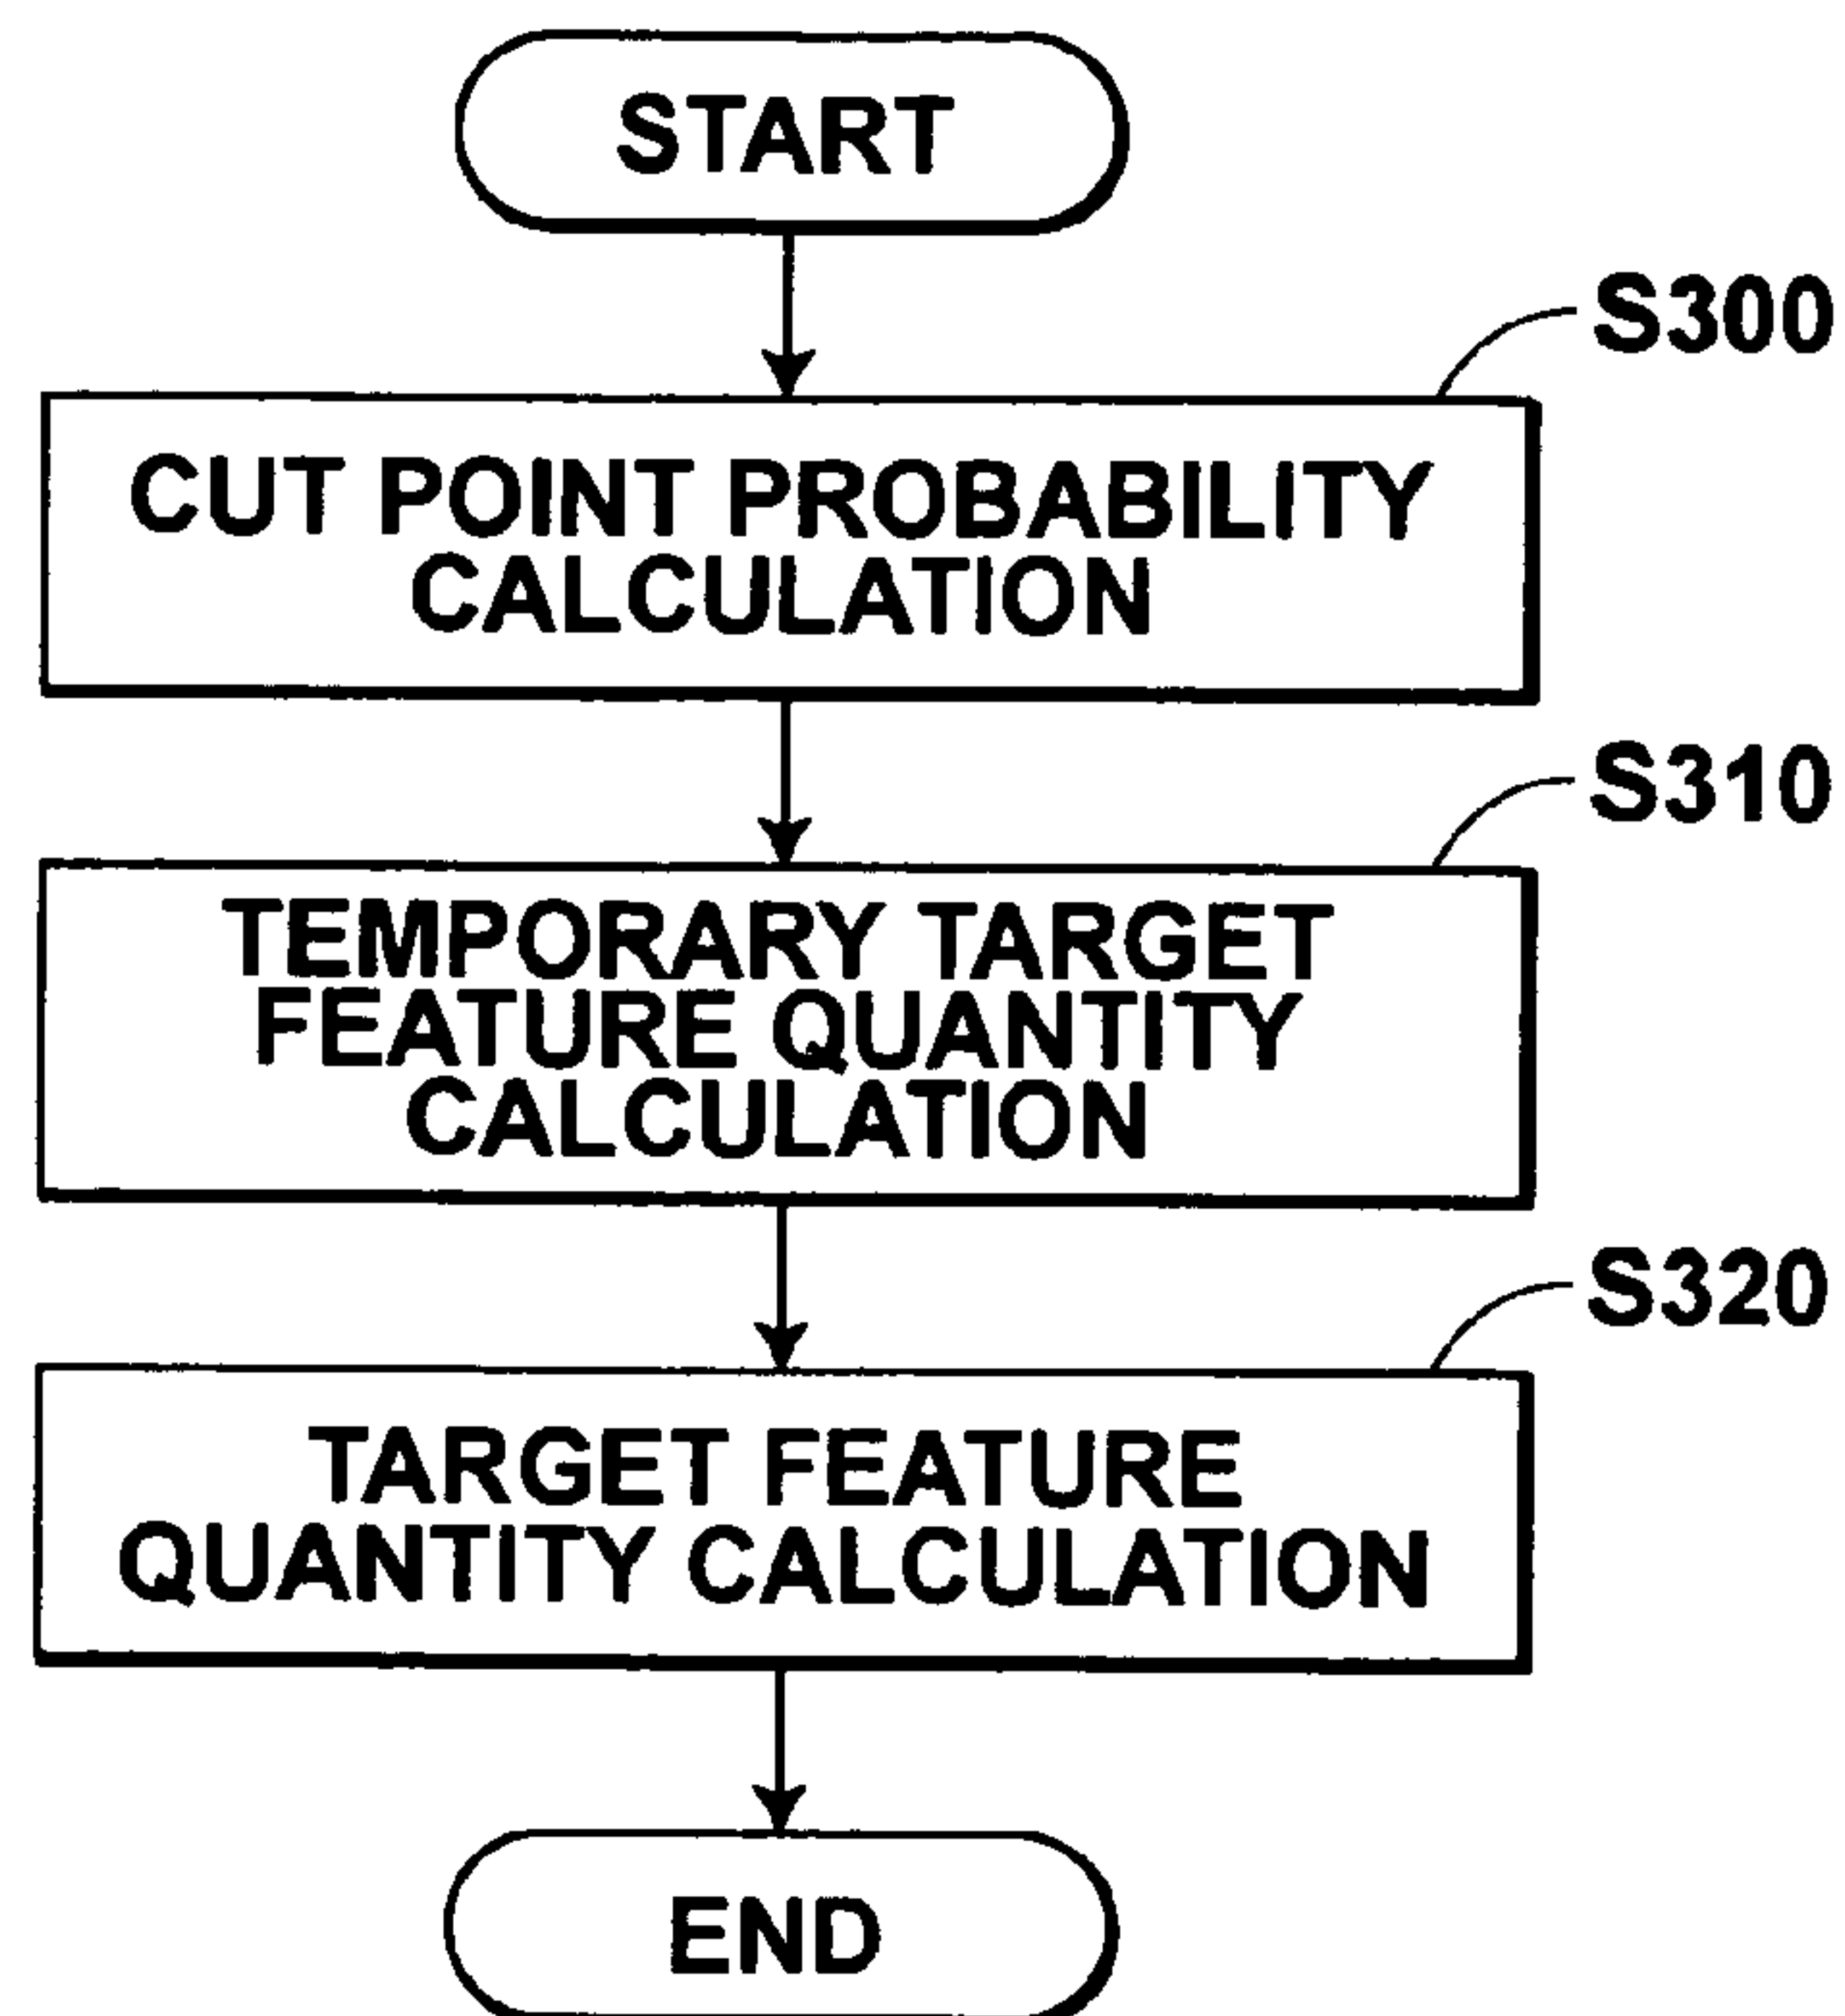 START
S300
CUT POINT PROBABILITY
CALCULATION
S310
TEMPORARY TARGET
FEATURE QUANTITY
CALCULATION
S320
TARGET FEATURE
QUANTITY CALCULATION
END